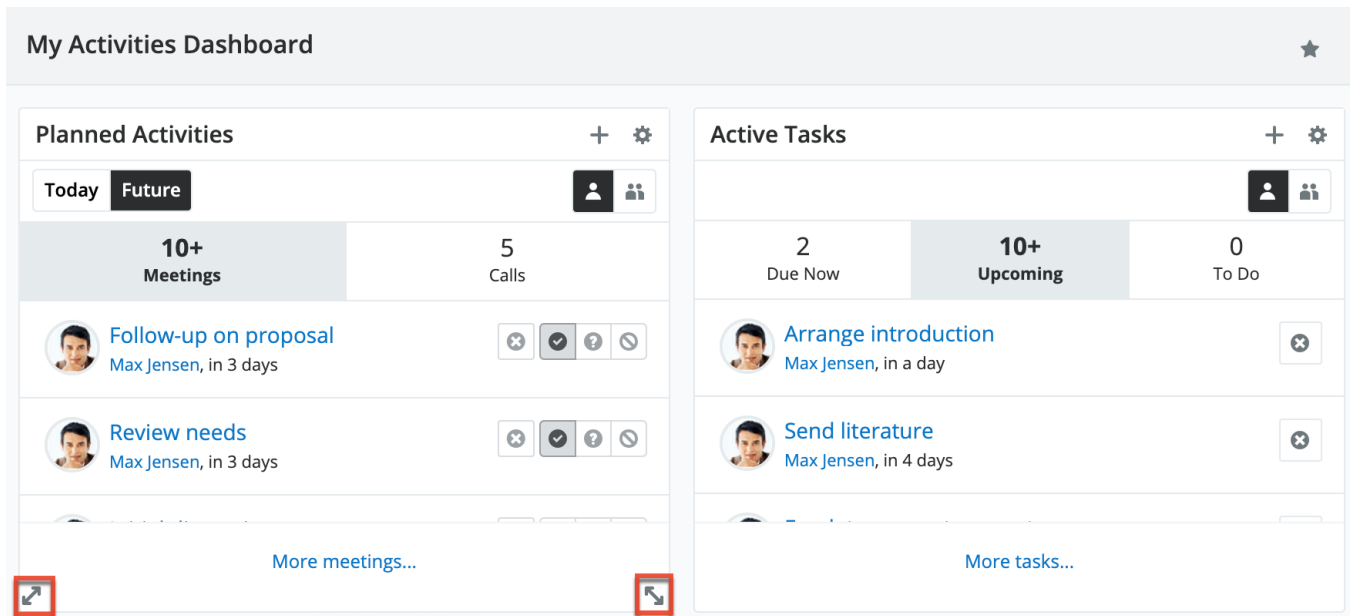 My Activities Dashboard
Planned Activities
Today Future
10+ 5
Meetings Calls
Follow-up on proposal
Max Jensen, in 3 days
Review needs
Max Jensen, in 3 days
More meetings...
Active Tasks
2 10+ 0
Due Now Upcoming To Do
Arrange introduction
Max Jensen, in a day
Send literature
Max Jensen, in 4 days
More tasks...